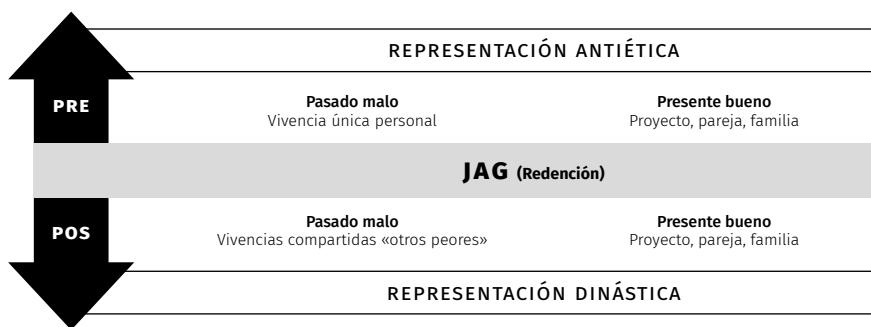 REPRESENTACIÓN ANTIÉTICA
PRE
Pasado malo
Vivencia única personal
Presente bueno
Proyecto, pareja, familia
JAG (Redención)
POS
Pasado malo
Vivencias compartidas «otros peores»
Presente bueno
Proyecto, pareja, familia
REPRESENTACIÓN DINÁSTICA